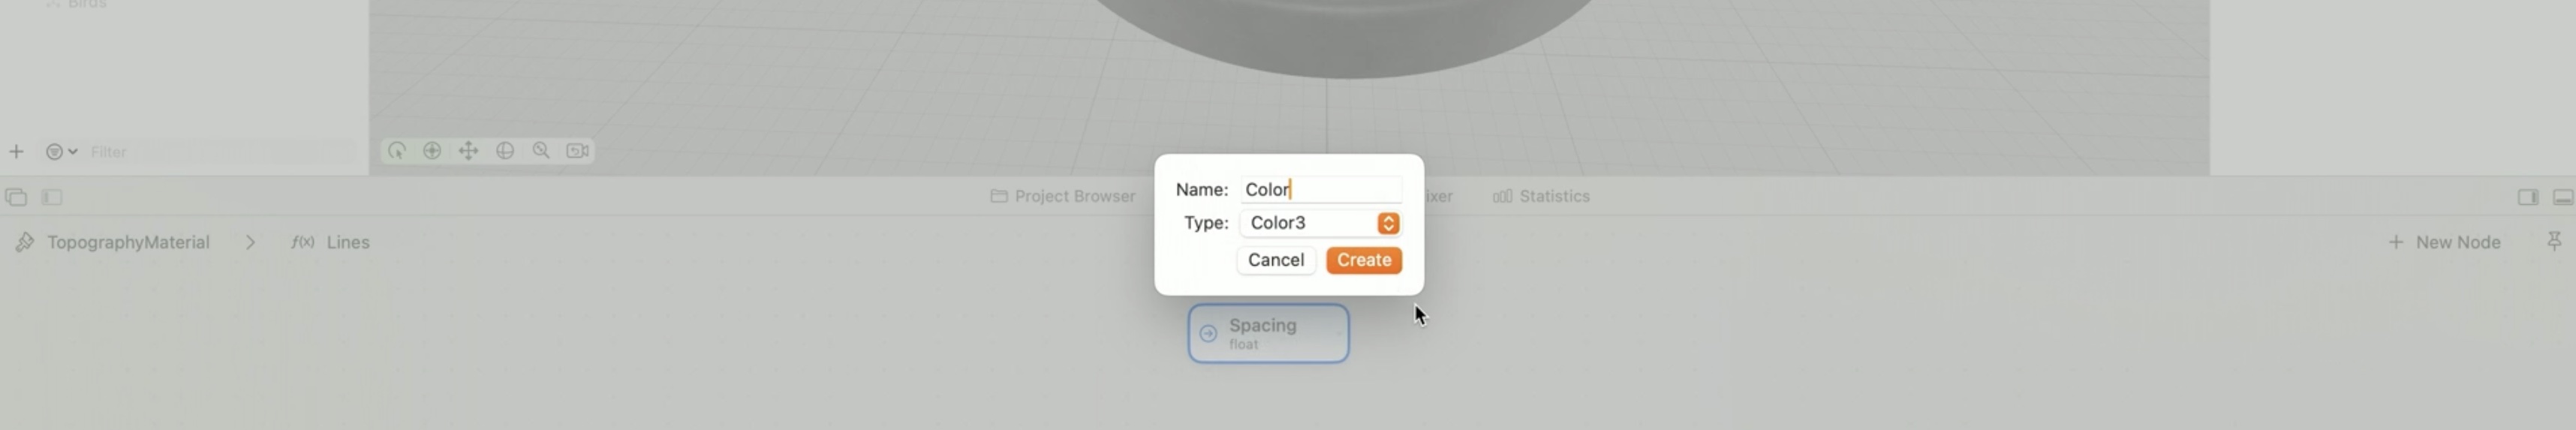 Birds
Filter
Name: Color
Type: Color3
Cancel Create
Project Browser
ixer
Statistics
TopographyMaterial
f(x) Lines
New Node
Spacing
float